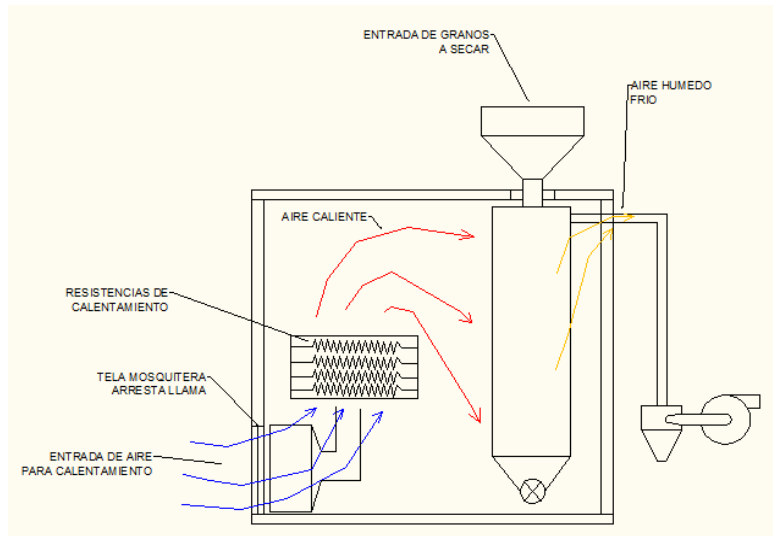 ENTRADA DE GRANOS
A SECAR
AIRE HUMEDO
FRIO
AIRE CALIENTE
RESISTENCIAS DE
CALENTAMIENTO
TELA MOSQUITERA
ARRESTA LLAMA
ENTRADA DE AIRE
PARA CALENTAMIENTO